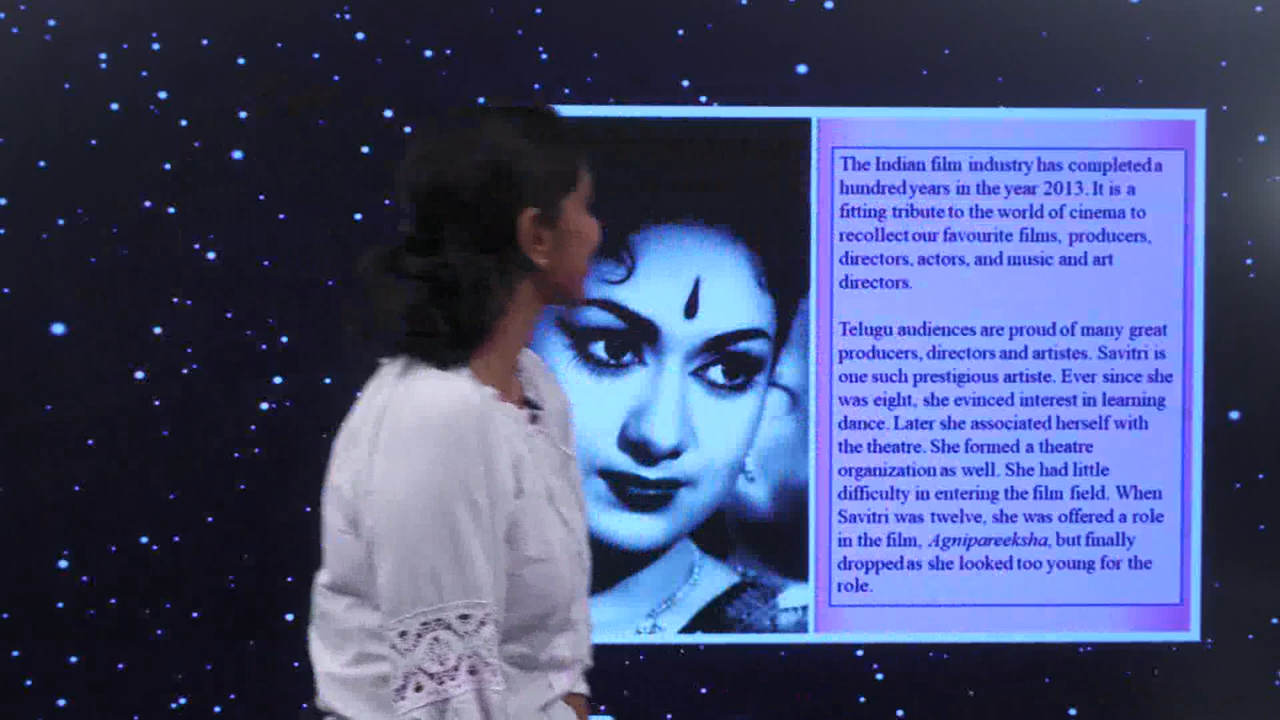 The Indian film industry has completed a
hundred years in the year 2013. It is a
fitting tribute to the world of cinema to
recollect our favourite films, producers,
directors, actors, and music and art
directors.
Telugu audiences are proud of many great
producers, directors and artistes. Savitri is
one such prestigious artiste. Ever since she
was eight, she evinced interest in learning
dance. Later she associated herself with
the theatre. She formed a theatre
organization as well. She had little
difficulty in entering the film field. When
Savitri was twelve, she was offered a role
in the film, Agnipareeksha, but finally
dropped as she looked too young for the
role.